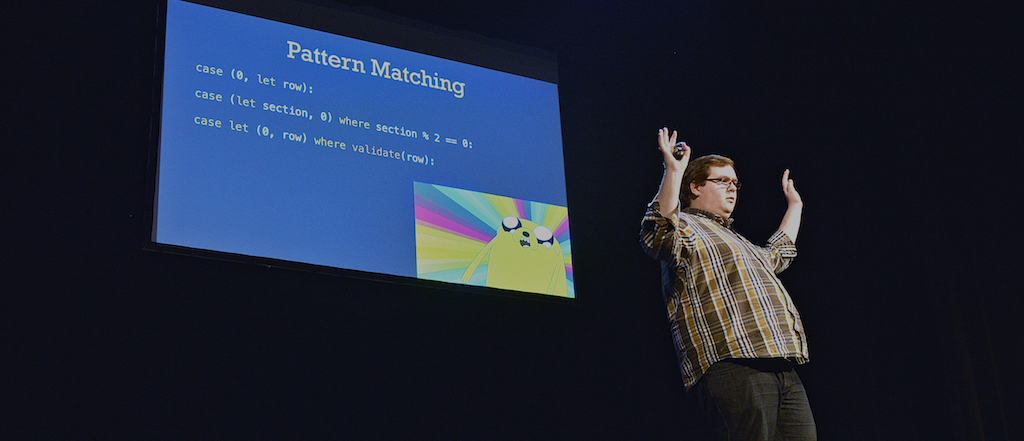 Pattern Matching
case (0, let row):
case (let section, 0) where section % 2 == 0:
case let (0, row) where validate(row):